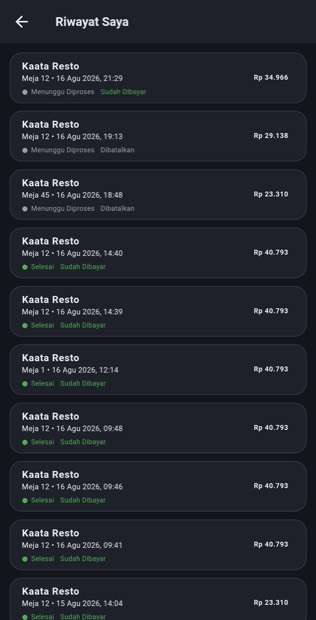 Riwayat Saya
Kaata Resto
Meja 12 • 16 Agu 2026, 21:29
Rp 34.966
Menunggu Diproses Sudah Dibayar
Kaata Resto
Meja 12 • 16 Agu 2026, 19:13
Rp 29.138
Menunggu Diproses Dibatalkan
Kaata Resto
Meja 45 • 16 Agu 2026, 18:48
Rp 23.310
Menunggu Diproses Dibatalkan
Kaata Resto
Meja 12 • 16 Agu 2026, 14:40
Rp 40.793
Selesai Sudah Dibayar
Kaata Resto
Meja 12 • 16 Agu 2026, 14:39
Rp 40.793
Selesai Sudah Dibayar
Kaata Resto
Meja 1 • 16 Agu 2026, 12:14
Rp 40.793
Selesai Sudah Dibayar
Kaata Resto
Meja 12 • 16 Agu 2026, 09:48
Rp 40.793
Selesai Sudah Dibayar
Kaata Resto
Meja 12 • 16 Agu 2026, 09:46
Rp 40.793
Selesai Sudah Dibayar
Kaata Resto
Meja 12 • 16 Agu 2026, 09:41
Rp 40.793
Selesai Sudah Dibayar
Kaata Resto
Meja 12 • 15 Agu 2026, 14:04
Rp 23.310
Selesai Sudah Dibayar